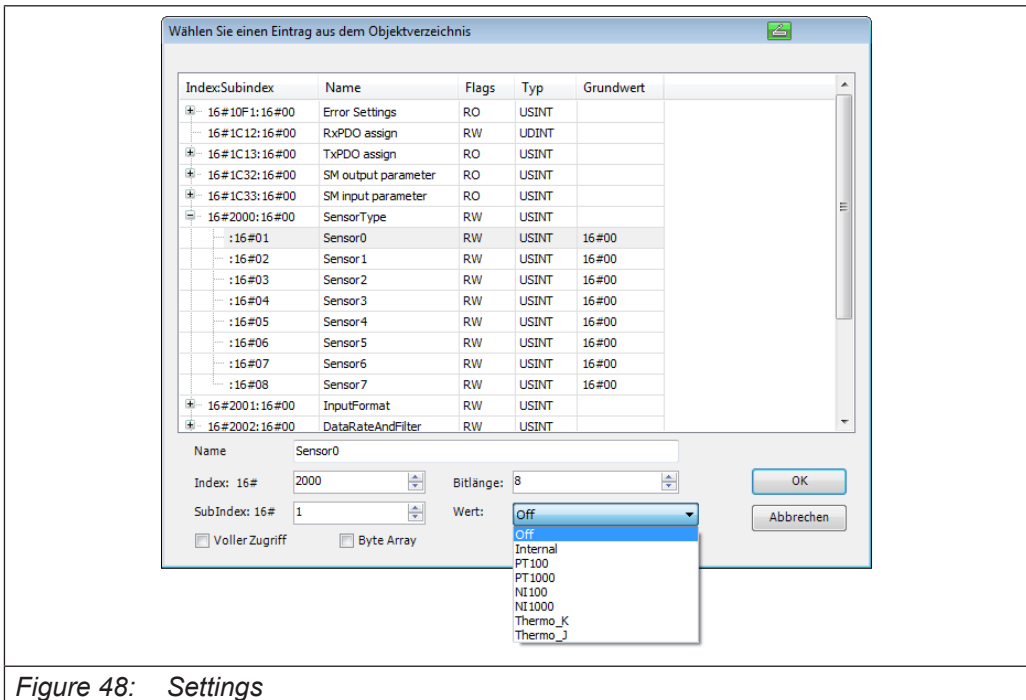 Wählen Sie einen Eintrag aus dem Objektverzeichnis
Index:Subindex Name Flags Typ Grundwert
16#10F1:16#00 Error Settings RO USINT
16#1C12:16#00 RxPDO assign RW UDINT
16#1C13:16#00 TxPDO assign RO USINT
16#1C32:16#00 SM output parameter RO USINT
16#1C33:16#00 SM input parameter RO USINT
16#2000:16#00 SensorType RW USINT
:16#01 Sensor0 RW USINT 16#00
:16#02 Sensor1 RW USINT 16#00
:16#03 Sensor2 RW USINT 16#00
:16#04 Sensor3 RW USINT 16#00
:16#05 Sensor4 RW USINT 16#00
:16#06 Sensor5 RW USINT 16#00
:16#07 Sensor6 RW USINT 16#00
:16#08 Sensor7 RW USINT 16#00
16#2001:16#00 InputFormat RW USINT
16#2002:16#00 DataRateAndFilter RW USINT
Name Sensor0
Index: 16# 2000 Bitlänge: 8 OK
SubIndex: 16# 1 Wert: Off Abbrechen
Voller Zugriff Byte Array
Off
Internal
PT100
PT1000
NI100
NI1000
Thermo_K
Thermo_J
Figure 48: Settings